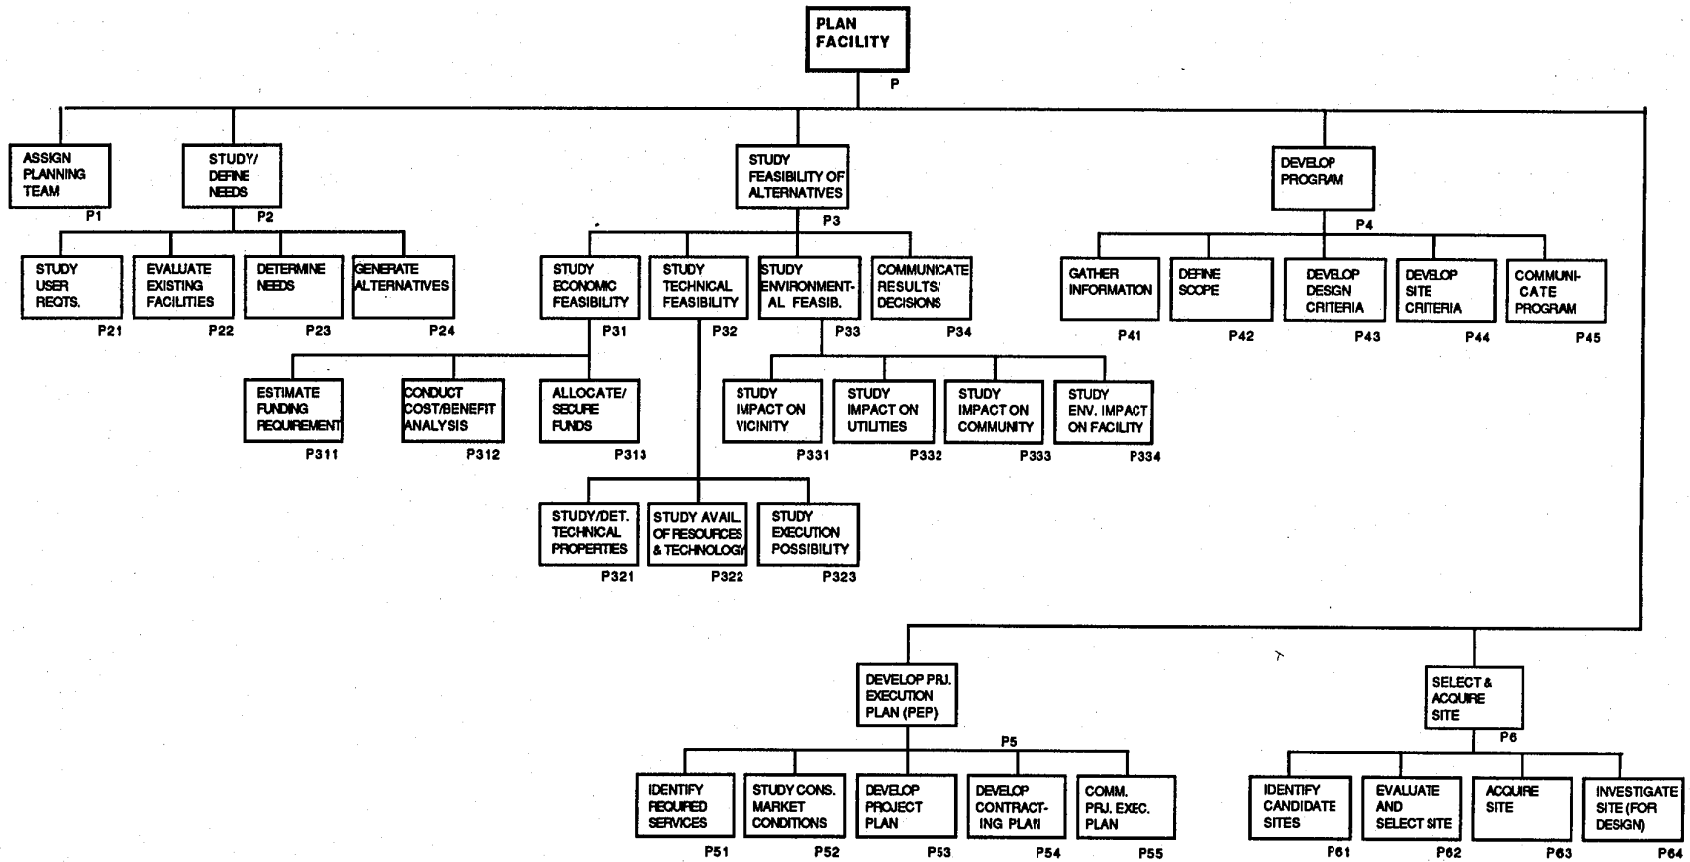 PLAN
FACILITY
P
ASSIGN
PLANNING
TEAM
P1
STUDY/
DEFINE
NEEDS
P2
STUDY
FEASIBILITY OF
ALTERNATIVES
P3
DEVELOP
PROGRAM
P4
STUDY
USER
REQTS.
P21
EVALUATE
EXISTING
FACILITIES
P22
DETERMINE
NEEDS
P23
GENERATE
ALTERNATIVES
P24
STUDY
ECONOMIC
FEASIBILITY
P31
STUDY
TECHNICAL
FEASIBILITY
P32
STUDY
ENVIRONMENT-
AL FEASIB.
P33
COMMUNICATE
RESULTS/
DECISIONS
P34
GATHER
INFORMATION
P41
DEFINE
SCOPE
P42
DEVELOP
DESIGN
CRITERIA
P43
DEVELOP
SITE
CRITERIA
P44
COMMUNI-
CATE
PROGRAM
P45
ESTIMATE
FUNDING
REQUIREMENT
P311
CONDUCT
COST/BENEFIT
ANALYSIS
P312
ALLOCATE/
SECURE
FUNDS
P313
STUDY
IMPACT ON
VICINITY
P331
STUDY
IMPACT ON
UTILITIES
P332
STUDY
IMPACT ON
COMMUNITY
P333
STUDY
ENV. IMPACT
ON FACILITY
P334
STUDY/DET.
TECHNICAL
PROPERTIES
P321
STUDY AVAIL.
OF RESOURCES
& TECHNOLOGY
P322
STUDY
EXECUTION
POSSIBILITY
P323
DEVELOP PRJ.
EXECUTION
PLAN (PEP)
P5
SELECT &
ACQUIRE
SITE
P6
IDENTIFY
REQUIRED
SERVICES
P51
STUDY CONS.
MARKET
CONDITIONS
P52
DEVELOP
PROJECT
PLAN
P53
DEVELOP
CONTRACT-
ING PLAN
P54
COMM.
PRJ. EXEC.
PLAN
P55
IDENTIFY
CANDIDATE
SITES
P61
EVALUATE
AND
SELECT SITE
P62
ACQUIRE
SITE
P63
INVESTIGATE
SITE (FOR
DESIGN)
P64